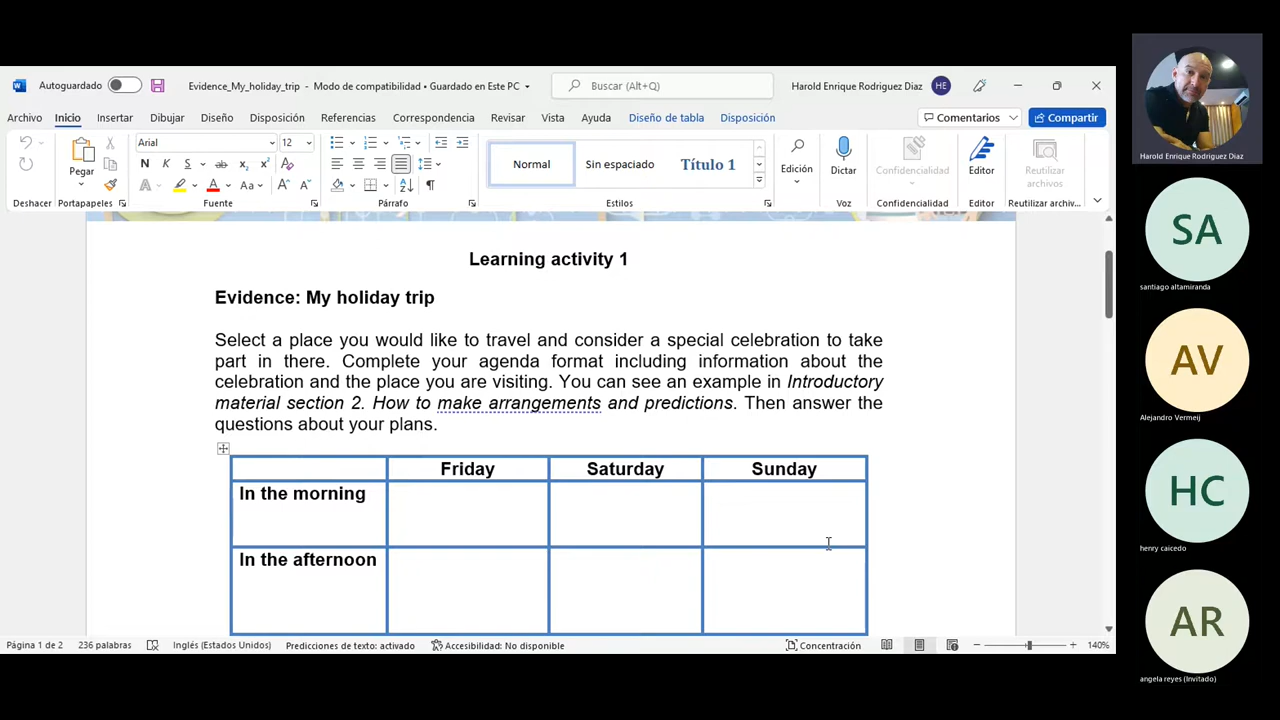 Autoguardado
Evidence_My_holiday_trip - Modo de compatibilidad • Guardado en Este PC
Buscar (Alt+Q)
Harold Enrique Rodriguez Diaz HE
Archivo Inicio Insertar Dibujar Diseño Disposición Referencias Correspondencia Revisar Vista Ayuda Diseño de tabla Disposición
Comentarios Compartir
Pegar
Arial 12
N K S ab x₂ x²
A A Aa A A
Normal Sin espaciado Título 1
Edición
Dictar
Confidencialidad
Editor
Reutilizar archivos
Deshacer Portapapeles Fuente Párrafo Estilos Voz Confidencialidad Editor Reutilizar archiv...
Learning activity 1
Evidence: My holiday trip
Select a place you would like to travel and consider a special celebration to take
part in there. Complete your agenda format including information about the
celebration and the place you are visiting. You can see an example in Introductory
material section 2. How to make arrangements and predictions. Then answer the
questions about your plans.
Friday Saturday Sunday
In the morning
In the afternoon
Página 1 de 2 236 palabras Inglés (Estados Unidos) Predicciones de texto: activado Accesibilidad: No disponible Concentración 140%
Harold Enrique Rodriguez Diaz
SA
santiago altamiranda
AV
Alejandro Vermeij
HC
henry caicedo
AR
angela reyes (Invitado)